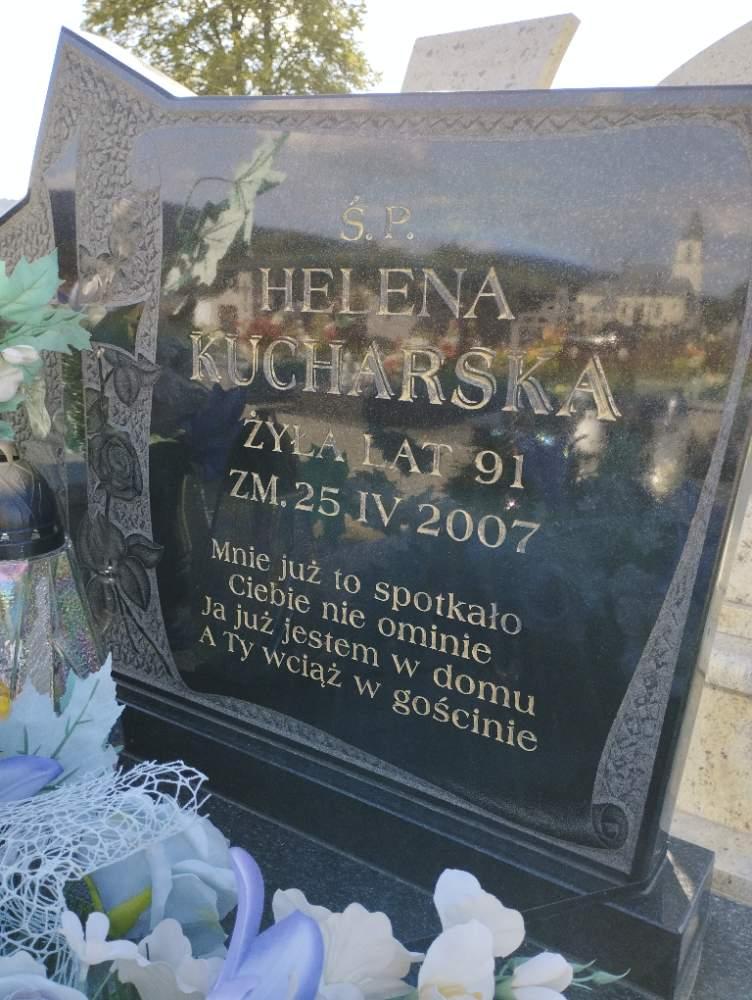 Ś. P.
HELENA
KUCHARSKA
ŻYŁA LAT 91
ZM. 25 IV 2007
Mnie już to spotkało
Ciebie nie ominie
Ja już jestem w domu
A Ty wciąż w gościnie